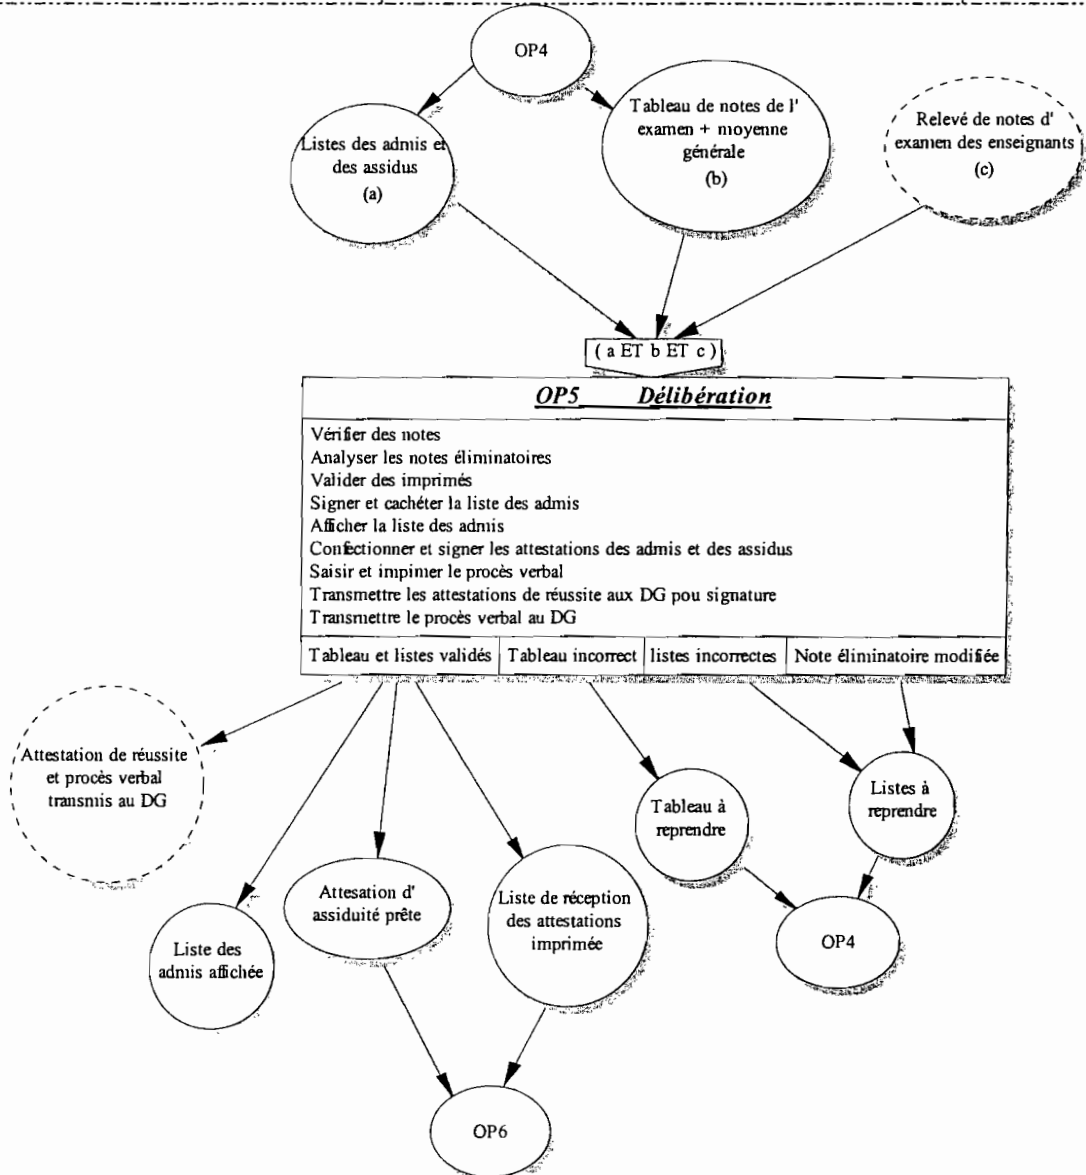 OP4
Listes des admis et
des assidus
(a)
Tableau de notes de l'
examen + moyenne
générale
(b)
Relevé de notes d'
examen des enseignants
(c)
( a ET b ET c )
OP5 Délibération
Vérifier des notes
Analyser les notes éliminatoires
Valider des imprimés
Signer et cachéter la liste des admis
Afficher la liste des admis
Confectionner et signer les attestations des admis et des assidus
Saisir et impimer le procès verbal
Transmettre les attestations de réussite aux DG pou signature
Transmettre le procès verbal au DG
Tableau et listes validés
Tableau incorrect
listes incorrectes
Note éliminatoire modifiée
Attestation de réussite
et procès verbal
transmis au DG
Liste des
admis affichée
Attesation d'
assiduité prête
Liste de réception
des attestations
imprimée
Tableau à
reprendre
Listes à
reprendre
OP4
OP6